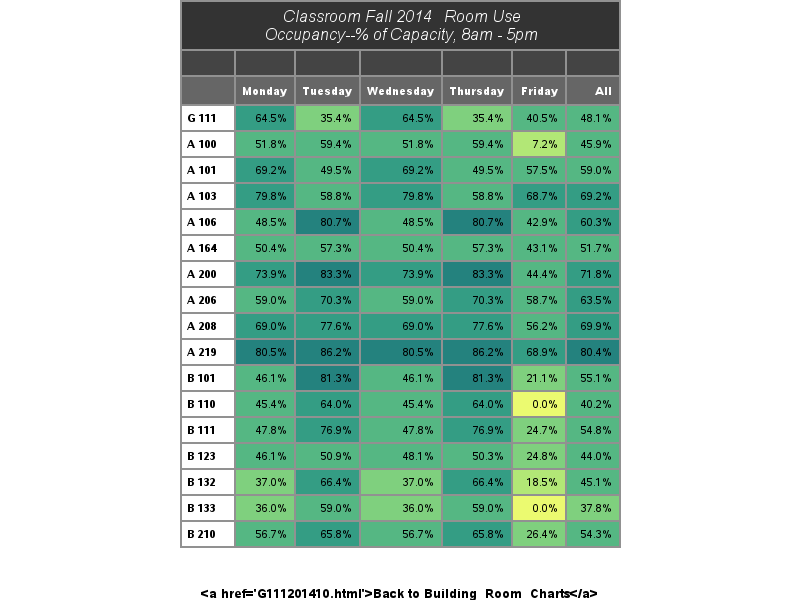 Classroom Fall 2014 Room Use
Occupancy--% of Capacity, 8am - 5pm
Monday Tuesday Wednesday Thursday Friday All
G 111 64.5% 35.4% 64.5% 35.4% 40.5% 48.1%
A 100 51.8% 59.4% 51.8% 59.4% 7.2% 45.9%
A 101 69.2% 49.5% 69.2% 49.5% 57.5% 59.0%
A 103 79.8% 58.8% 79.8% 58.8% 68.7% 69.2%
A 106 48.5% 80.7% 48.5% 80.7% 42.9% 60.3%
A 164 50.4% 57.3% 50.4% 57.3% 43.1% 51.7%
A 200 73.9% 83.3% 73.9% 83.3% 44.4% 71.8%
A 206 59.0% 70.3% 59.0% 70.3% 58.7% 63.5%
A 208 69.0% 77.6% 69.0% 77.6% 56.2% 69.9%
A 219 80.5% 86.2% 80.5% 86.2% 68.9% 80.4%
B 101 46.1% 81.3% 46.1% 81.3% 21.1% 55.1%
B 110 45.4% 64.0% 45.4% 64.0% 0.0% 40.2%
B 111 47.8% 76.9% 47.8% 76.9% 24.7% 54.8%
B 123 46.1% 50.9% 48.1% 50.3% 24.8% 44.0%
B 132 37.0% 66.4% 37.0% 66.4% 18.5% 45.1%
B 133 36.0% 59.0% 36.0% 59.0% 0.0% 37.8%
B 210 56.7% 65.8% 56.7% 65.8% 26.4% 54.3%
<a href='G111201410.html'>Back to Building_Room_Charts</a>